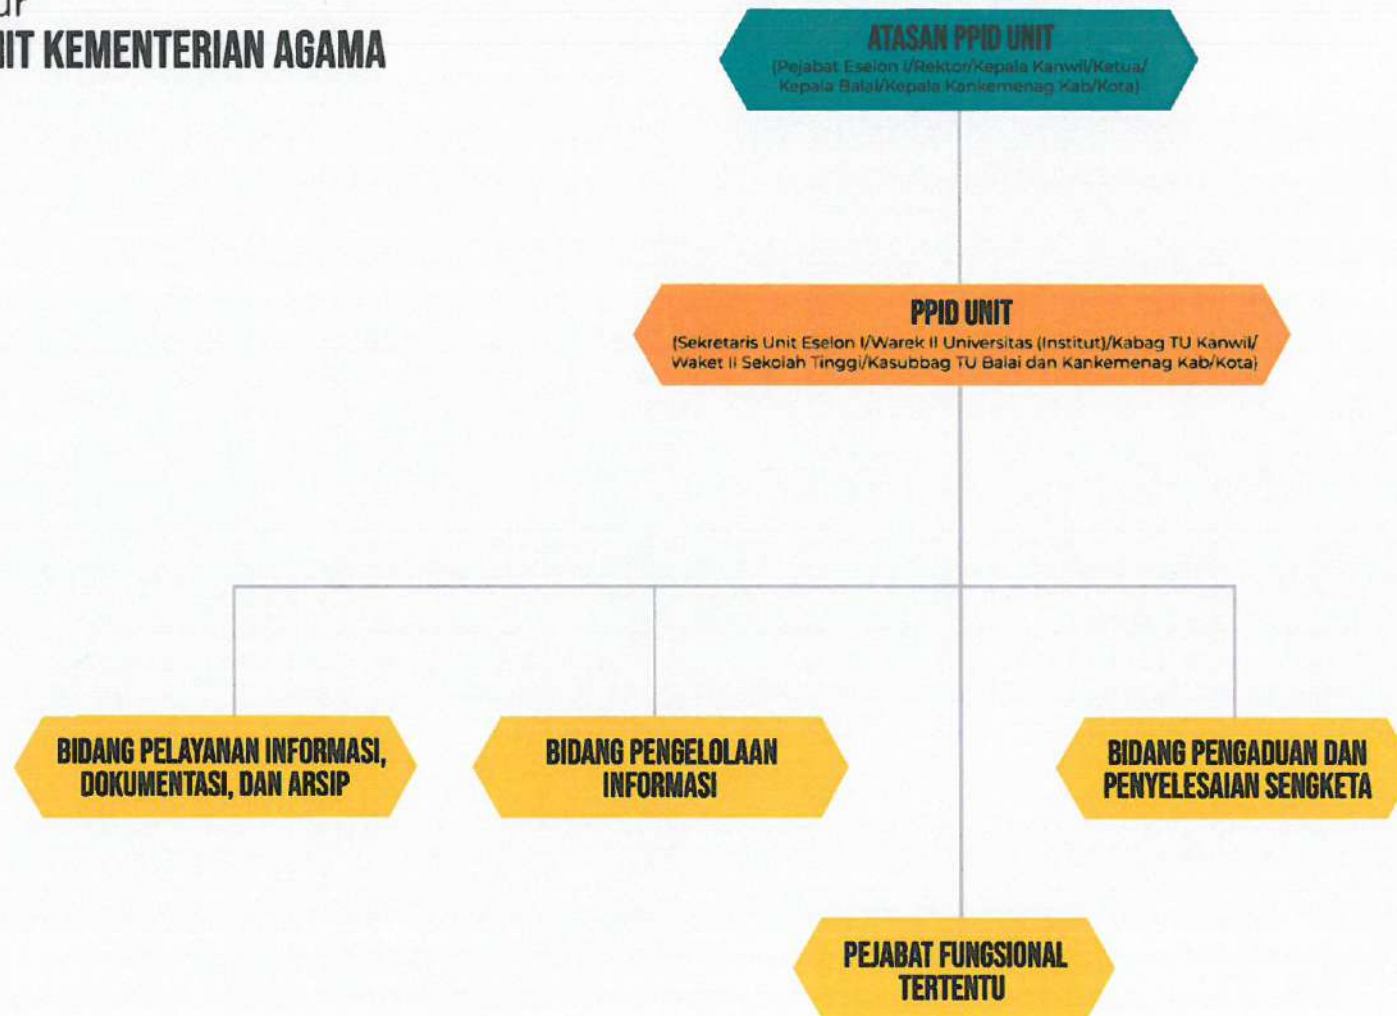 ur
NIT KEMENTERIAN AGAMA
ATASAN PPID UNIT
(Pejabat Eselon I/Rektor/Kepala Kanwil/Ketua/
Kepala Balai/Kepala Kankemenag Kab/Kota)
PPID UNIT
(Sekretaris Unit Eselon I/Warek II Universitas (Institut)/Kabag TU Kanwil/
Waket II Sekolah Tinggi/Kasubbag TU Balai dan Kankemenag Kab/Kota)
BIDANG PELAYANAN INFORMASI,
DOKUMENTASI, DAN ARSIP
BIDANG PENGELOLAAN
INFORMASI
BIDANG PENGADUAN DAN
PENYELESAIAN SENGKETA
PEJABAT FUNGSIONAL
TERTENTU